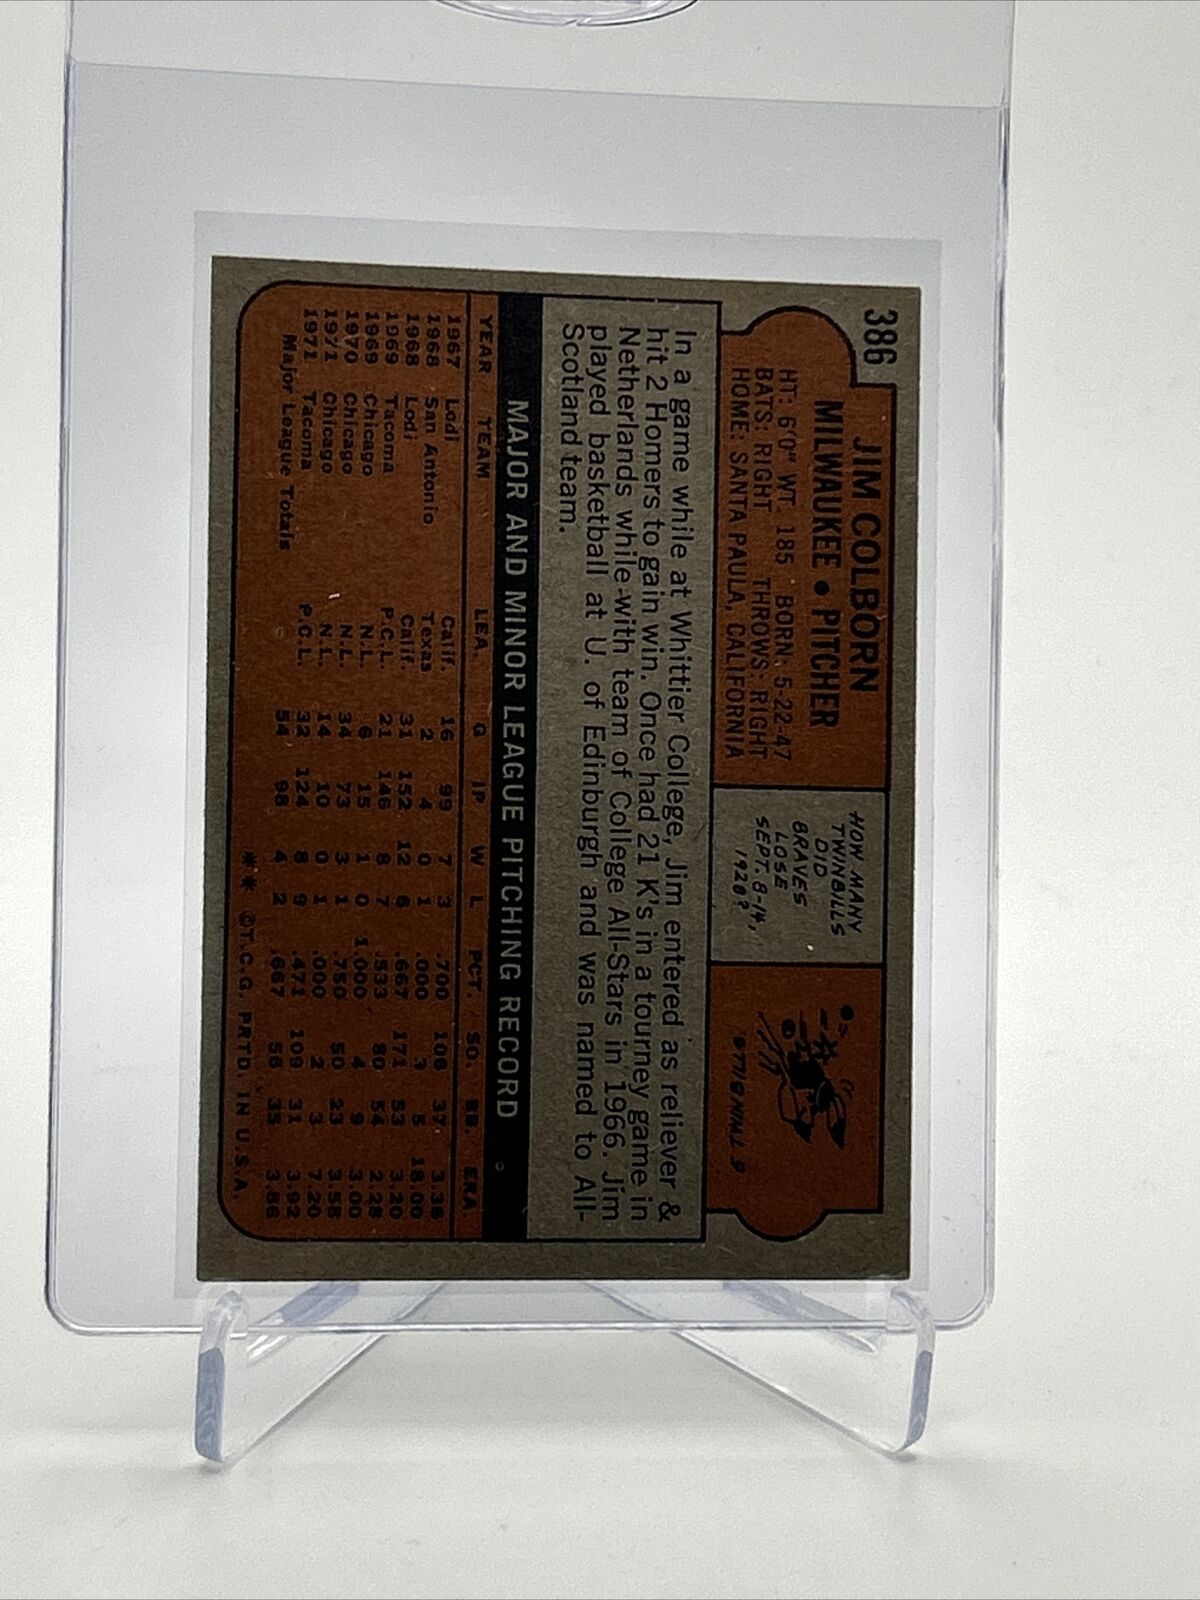 386
JIM COLBORN
MILWAUKEE • PITCHER
HT: 6'0" WT. 185 BORN: 5-22-47
BATS: RIGHT THROWS: RIGHT
HOME: SANTA PAULA, CALIFORNIA
HOW MANY
TWINBILLS
DID
BRAVES
LOSE
SEPT. 8-14,
1928?
In a game while at Whittier College, Jim entered as reliever &
hit 2 Homers to gain win. Once had 21 K's in a tourney game in
Netherlands while with team of College All-Stars in 1966. Jim
played basketball at U. of Edinburgh and was named to All-
Scotland team.
MAJOR AND MINOR LEAGUE PITCHING RECORD
YEAR TEAM LEA. G IP W L PCT. SO. BB. ERA.
1967 Lodi Calif. 16 99 7 3 .700 106 37 3.36
1968 San Antonio Texas 2 4 0 1 .000 3 5 18.00
1968 Lodi Calif. 31 152 12 6 .667 171 53 3.20
1969 Tacoma P.C.L. 21 146 8 7 .533 80 54 2.28
1969 Chicago N.L. 6 15 1 0 1.000 4 9 3.00
1970 Chicago N.L. 34 73 3 1 .750 50 23 3.58
1971 Chicago N.L. 14 10 0 1 .000 2 3 7.20
1971 Tacoma P.C.L. 32 124 8 9 .471 109 31 3.92
Major League Totals 54 98 4 2 .667 56 35 3.86
** © T.C.G. PRTD. IN U.S.A.